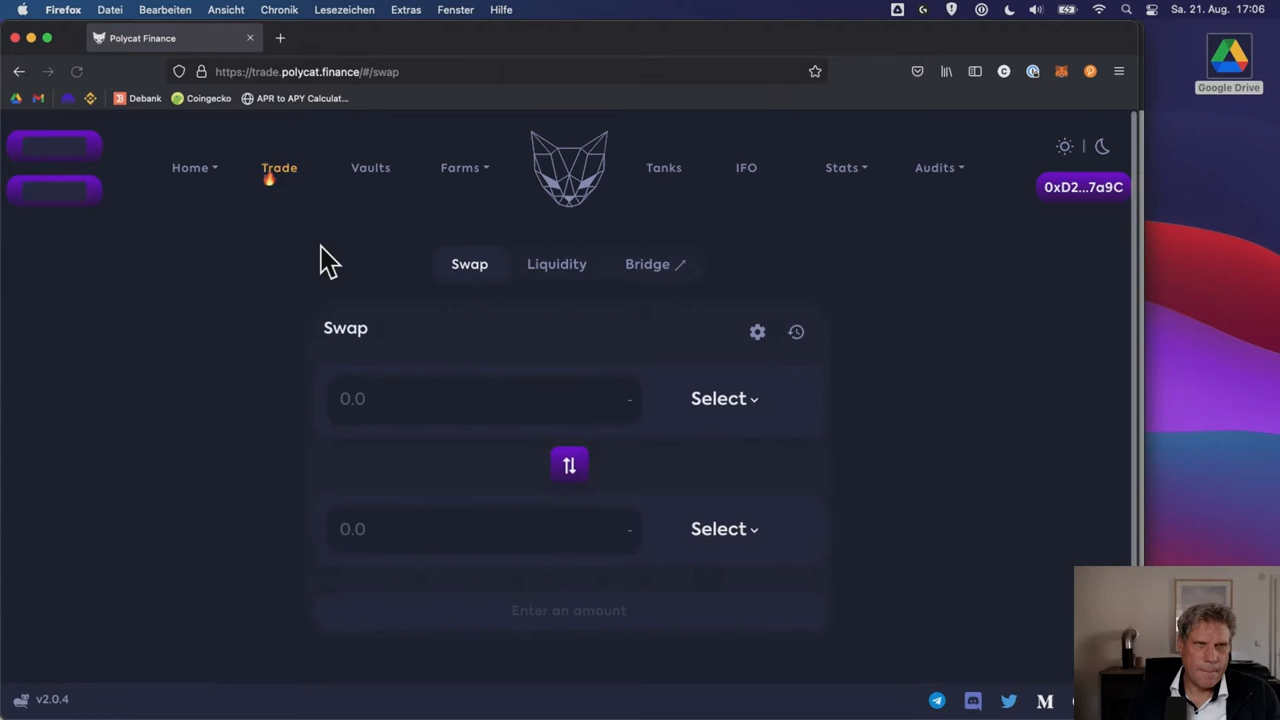 Firefox Datei Bearbeiten Ansicht Chronik Lesezeichen Extras Fenster Hilfe Sa. 21. Aug. 17:06
Polycat Finance
https://trade.polycat.finance/#/swap
Debank Coingecko APR to APY Calculat...
Google Drive
Home Trade Vaults Farms Tanks IFO Stats Audits
0xD2...7a9C
Swap Liquidity Bridge
Swap
0.0 - Select
0.0 - Select
Enter an amount
v2.0.4